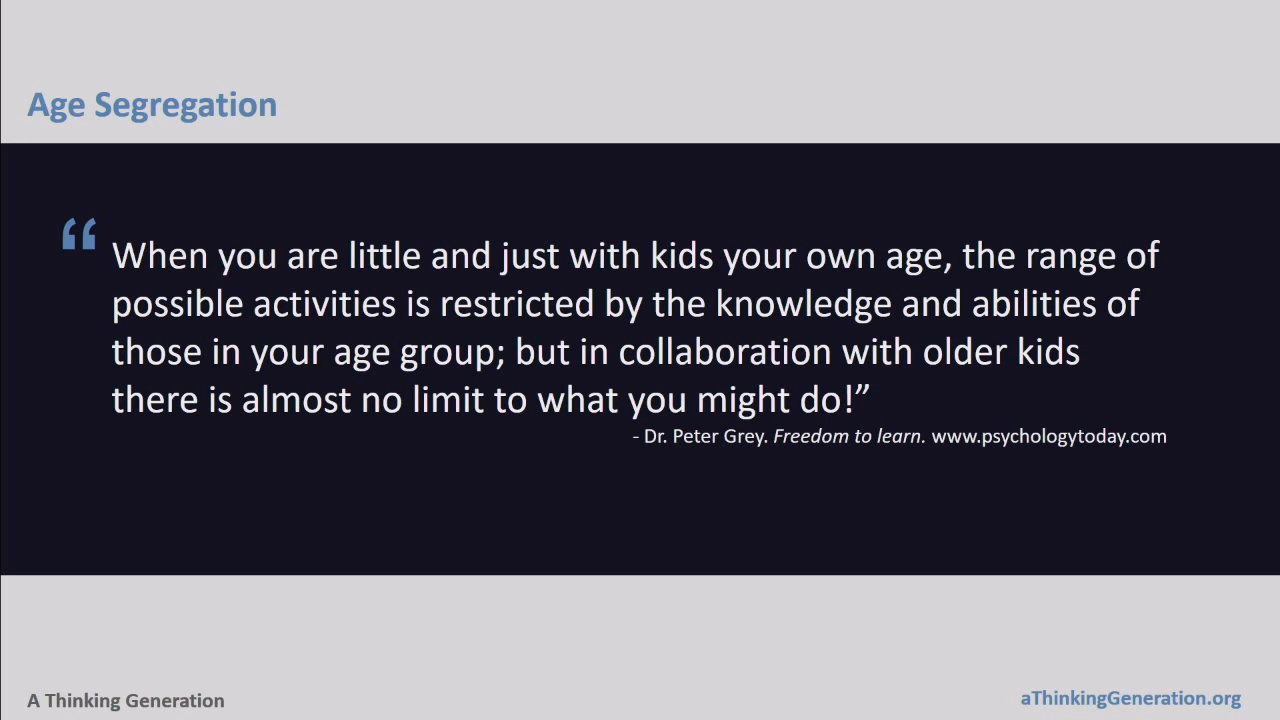 Age Segregation
“
When you are little and just with kids your own age, the range of
possible activities is restricted by the knowledge and abilities of
those in your age group; but in collaboration with older kids
there is almost no limit to what you might do!”
- Dr. Peter Grey. Freedom to learn. www.psychologytoday.com
A Thinking Generation
aThinkingGeneration.org